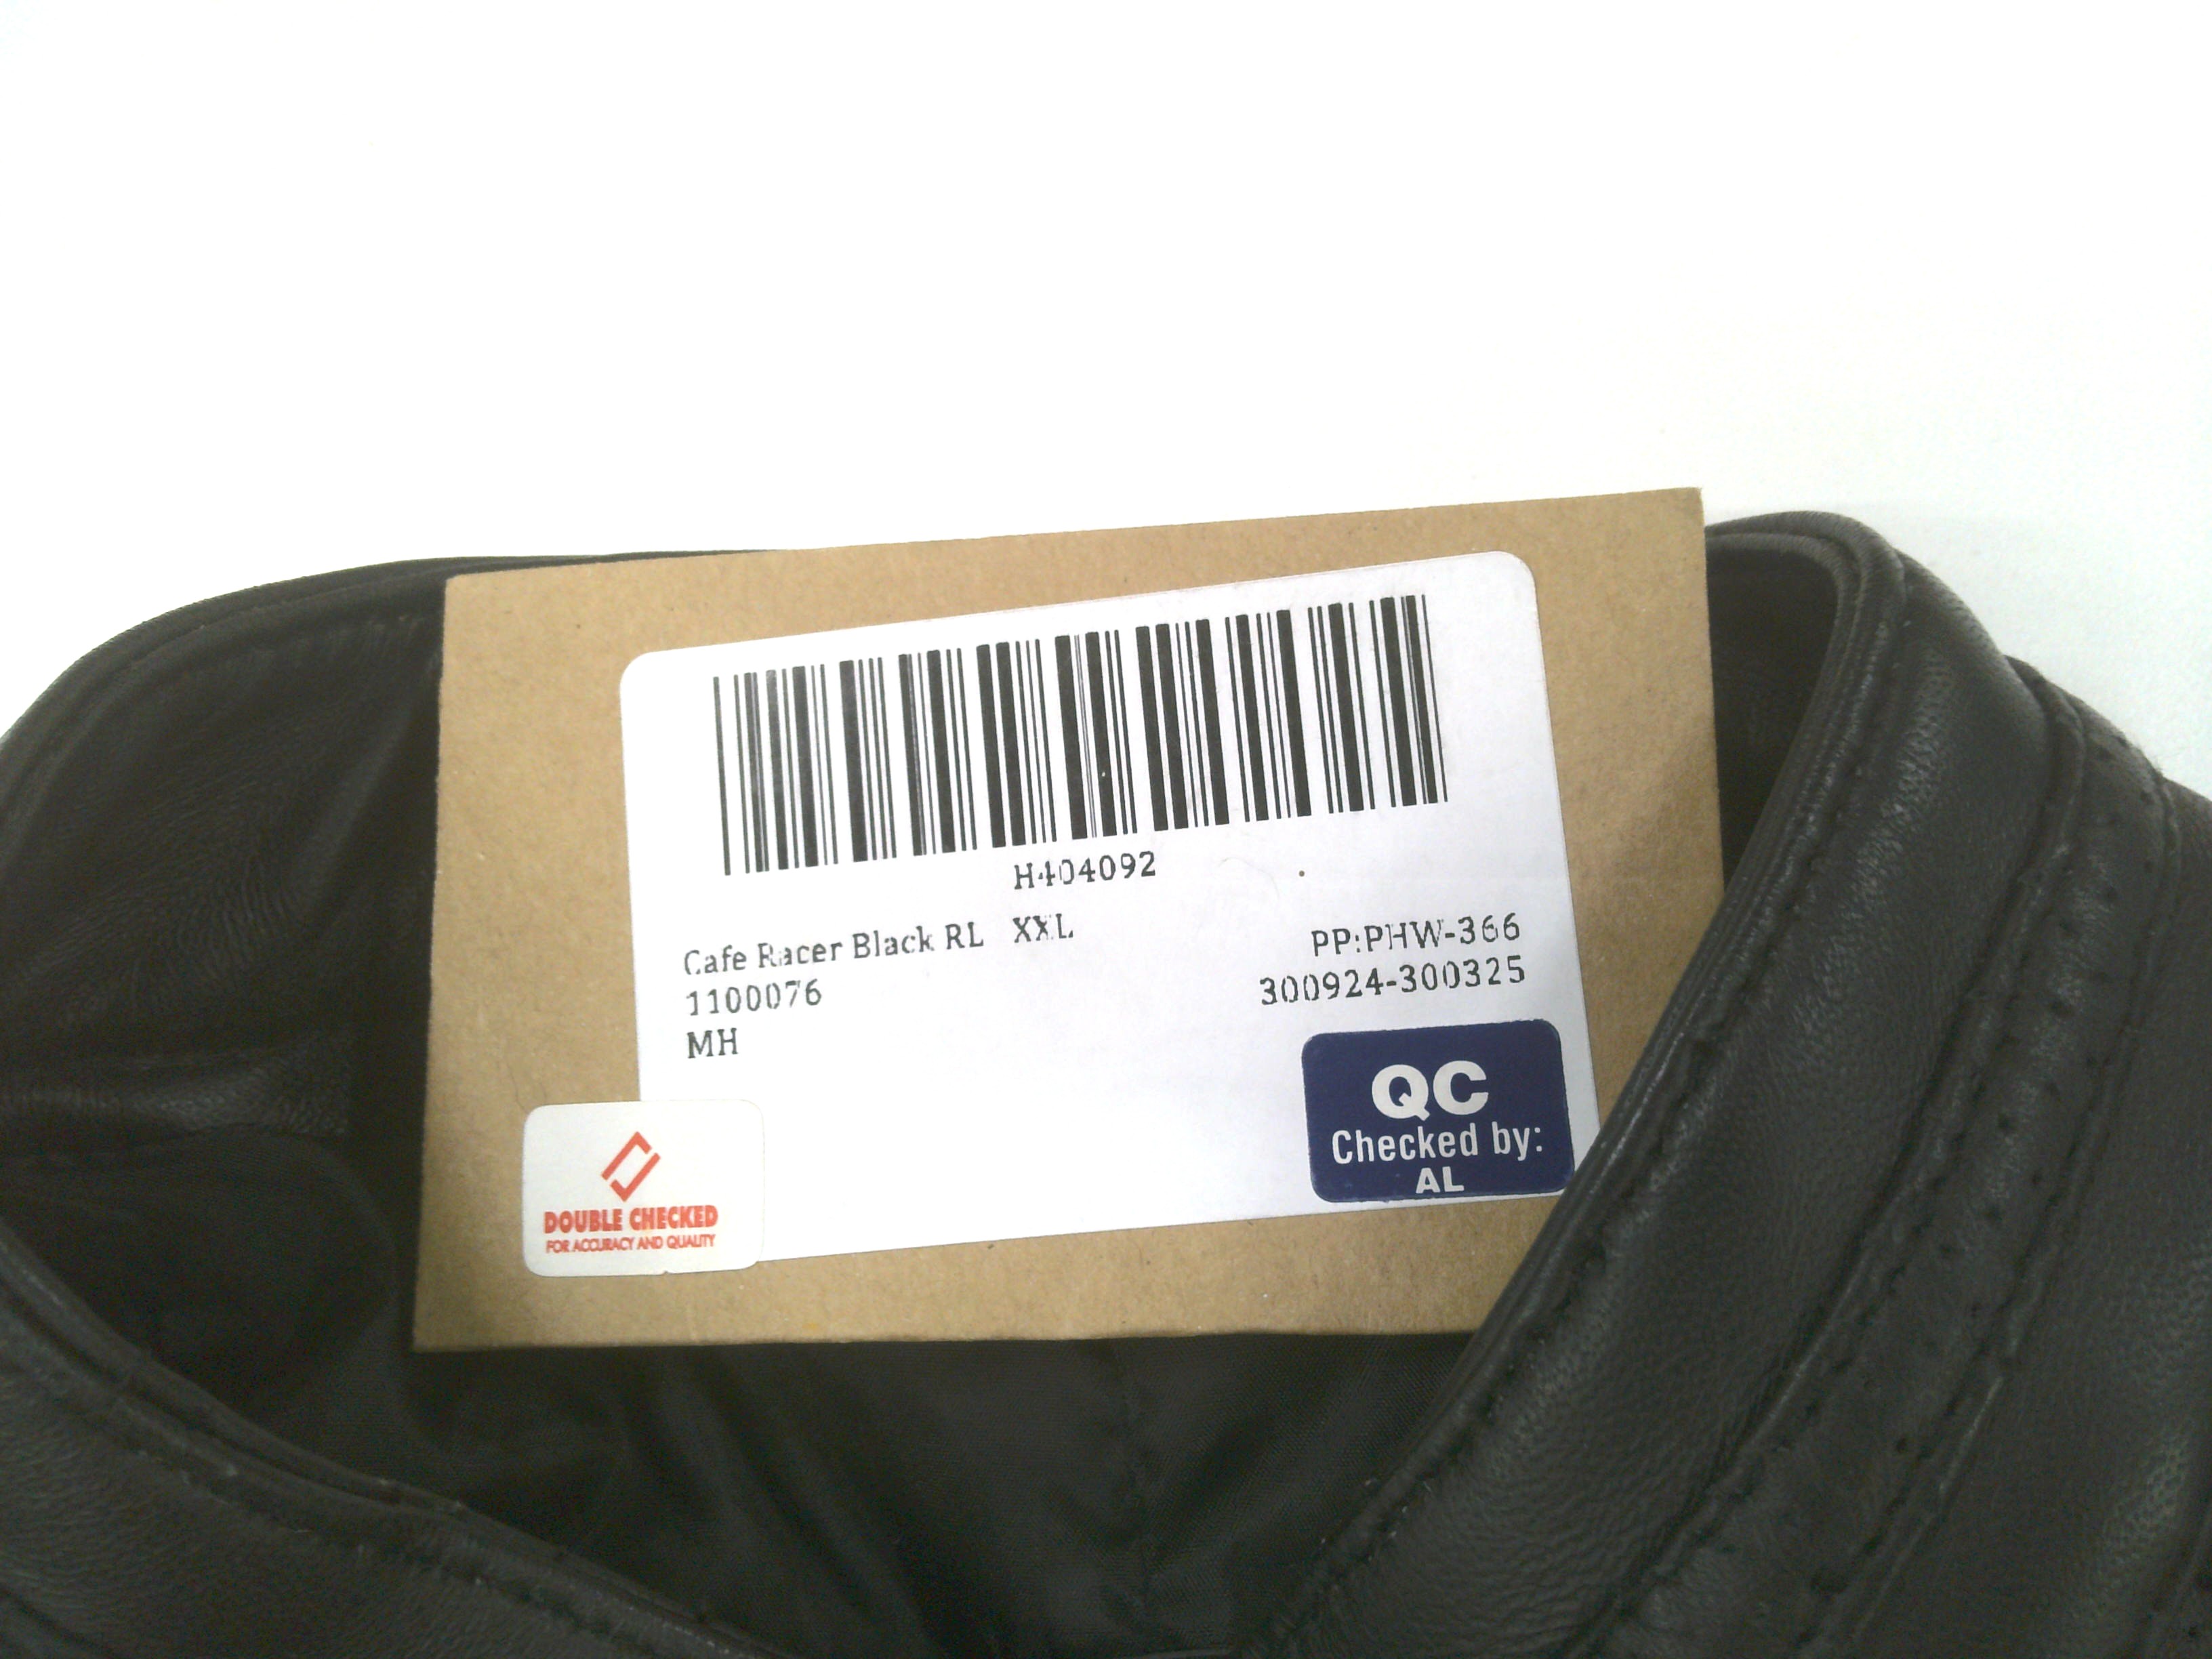 H404092
Cafe Racer Black RL XXL
1100076
MH
PP:PHW-366
300924-300325
QC
Checked by:
AL
DOUBLE CHECKED
FOR ACCURACY AND QUALITY